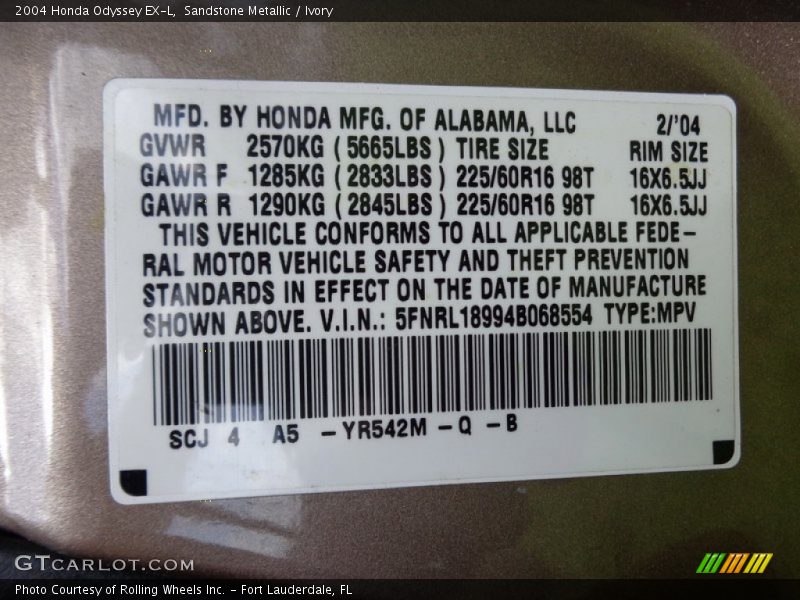 2004 Honda Odyssey EX-L,  Sandstone Metallic / Ivory
MFD. BY HONDA MFG. OF ALABAMA, LLC 2/'04
GVWR 2570KG (5665LBS) TIRE SIZE RIM SIZE
GAWR F 1285KG (2833LBS) 225/60R16 98T 16X6.5JJ
GAWR R 1290KG (2845LBS) 225/60R16 98T 16X6.5JJ
THIS VEHICLE CONFORMS TO ALL APPLICABLE FEDE-
RAL MOTOR VEHICLE SAFETY AND THEFT PREVENTION
STANDARDS IN EFFECT ON THE DATE OF MANUFACTURE
SHOWN ABOVE. V.I.N.: 5FNRL18994B068554 TYPE:MPV
SCJ 4 A5 -YR542M -Q -B
GTCARLOT.COM
Photo Courtesy of Rolling Wheels Inc. - Fort Lauderdale, FL